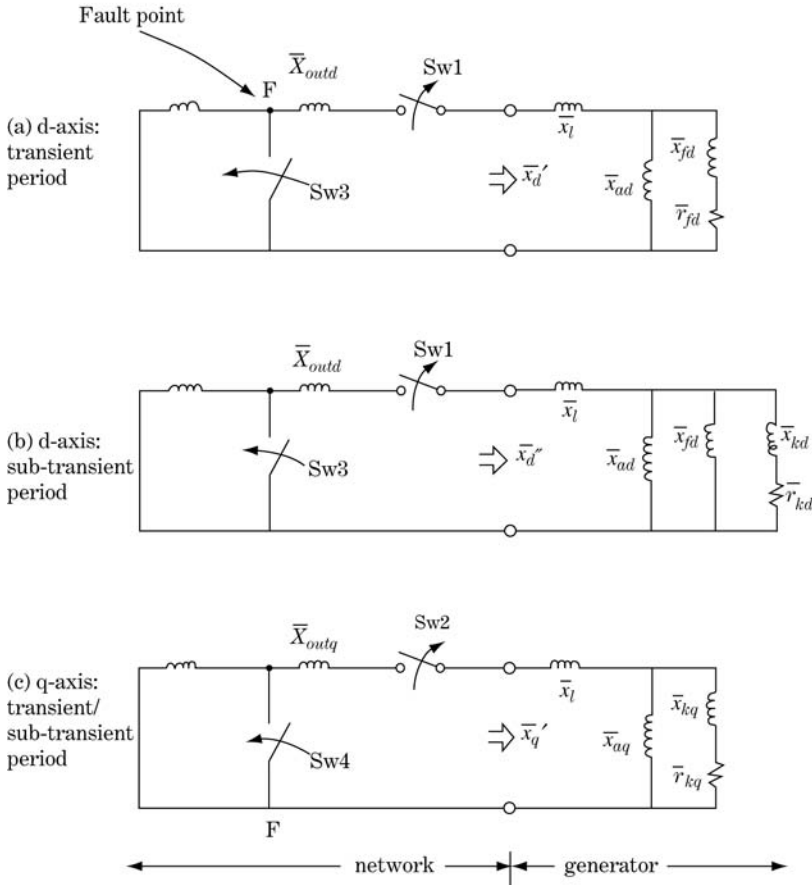 Fault point
F
X̅outd
Sw1
(a) d-axis:
transient
period
Sw3
x̅d′
x̅l
x̅ad
x̅fd
r̅fd
X̅outd
Sw1
(b) d-axis:
sub-transient
period
Sw3
x̅d″
x̅l
x̅ad
x̅fd
x̅kd
r̅kd
X̅outq
Sw2
(c) q-axis:
transient/
sub-transient
period
Sw4
x̅q′
x̅l
x̅aq
x̅kq
r̅kq
F
network
generator